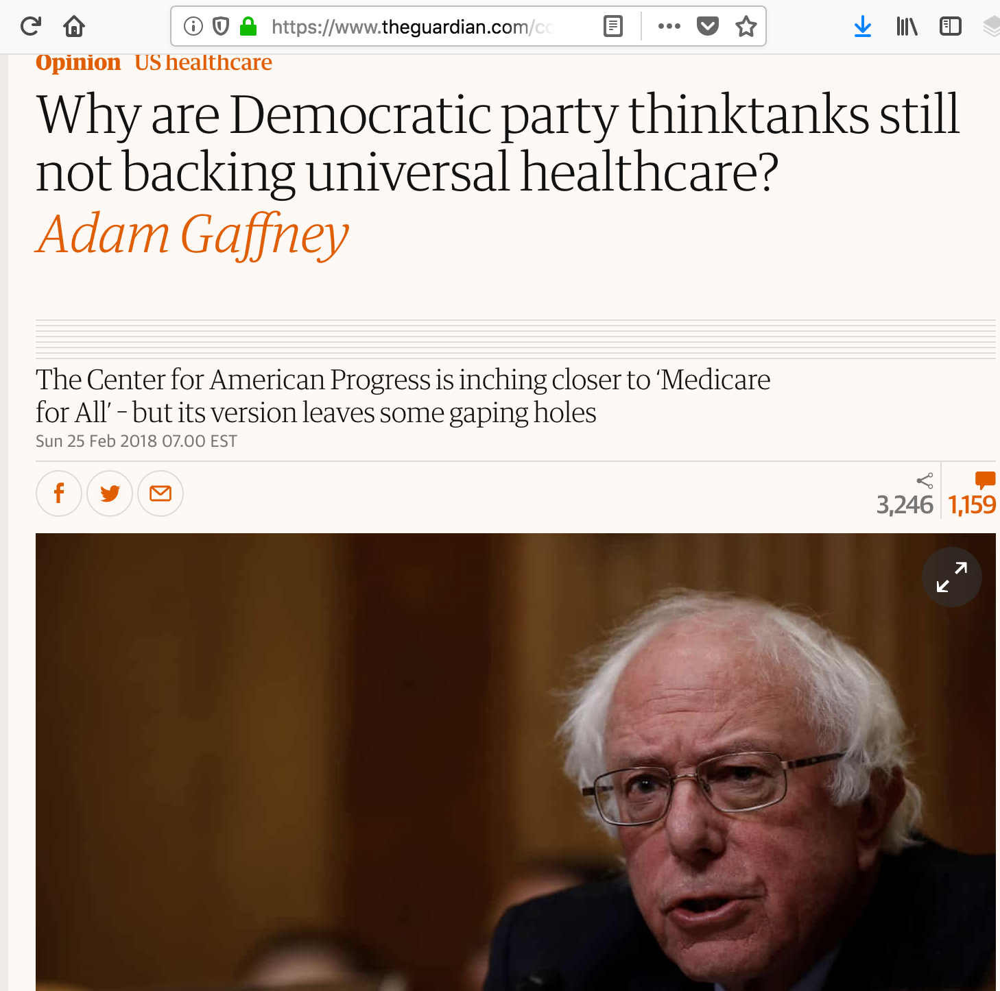 https://www.theguardian.com/co
Opinion US healthcare
Why are Democratic party thinktanks still
not backing universal healthcare?
Adam Gaffney
The Center for American Progress is inching closer to ‘Medicare
for All’ – but its version leaves some gaping holes
Sun 25 Feb 2018 07.00 EST
3,246 1,159